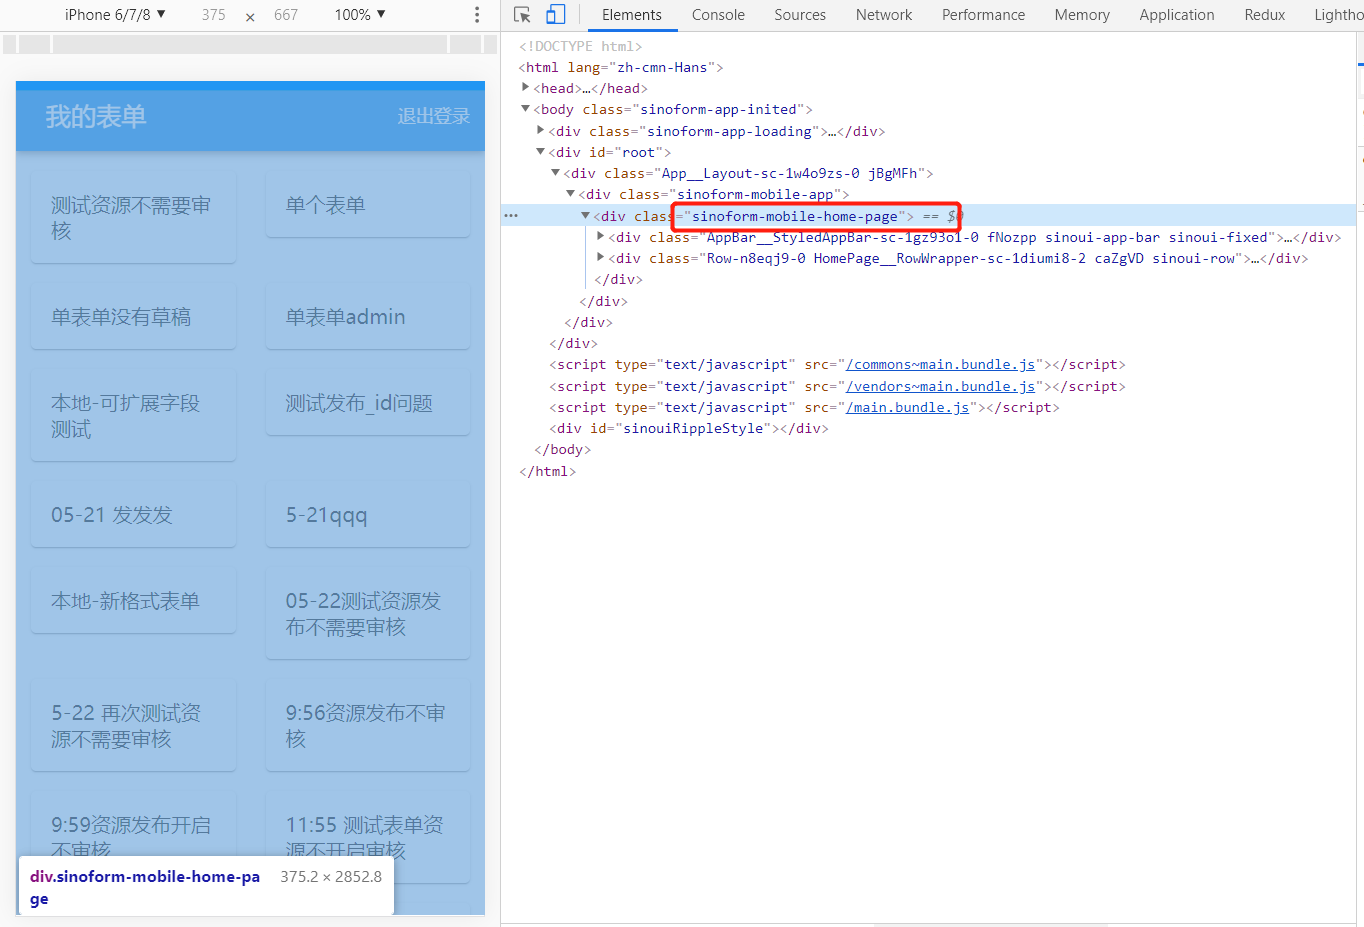 iPhone 6/7/8 ▼ 375 × 667 100% ▼
Elements Console Sources Network Performance Memory Application Redux Lightho
我的表单
退出登录
测试资源不需要审核
单个表单
单表单没有草稿
单表单admin
本地-可扩展字段
测试
测试发布_id问题
05-21 发发发
5-21qqq
本地-新格式表单
05-22测试资源发
布不需要审核
5-22 再次测试资
源不需要审核
9:56资源发布不审
核
9:59资源发布开启
不审核
11:55 测试表单资
源不开启审核
div.sinoform-mobile-home-pa
ge
375.2 × 2852.8
<!DOCTYPE html>
<html lang="zh-cmn-Hans">
▶<head>…</head>
▼<body class="sinoform-app-inited">
▶<div class="sinoform-app-loading">…</div>
▼<div id="root">
▼<div class="App__Layout-sc-1w4o9zs-0 jBgMFh">
▼<div class="sinoform-mobile-app">
▼<div class="sinoform-mobile-home-page"> == $0
▶<div class="AppBar__StyledAppBar-sc-1gz93o1-0 fNozpp sinoui-app-bar sinoui-fixed">…</div>
▶<div class="Row-n8eqj9-0 HomePage__RowWrapper-sc-1diumi8-2 caZgVD sinoui-row">…</div>
</div>
</div>
</div>
</div>
<script type="text/javascript" src="/commons~main.bundle.js"></script>
<script type="text/javascript" src="/vendors~main.bundle.js"></script>
<script type="text/javascript" src="/main.bundle.js"></script>
<div id="sinouiRippleStyle"></div>
</body>
</html>